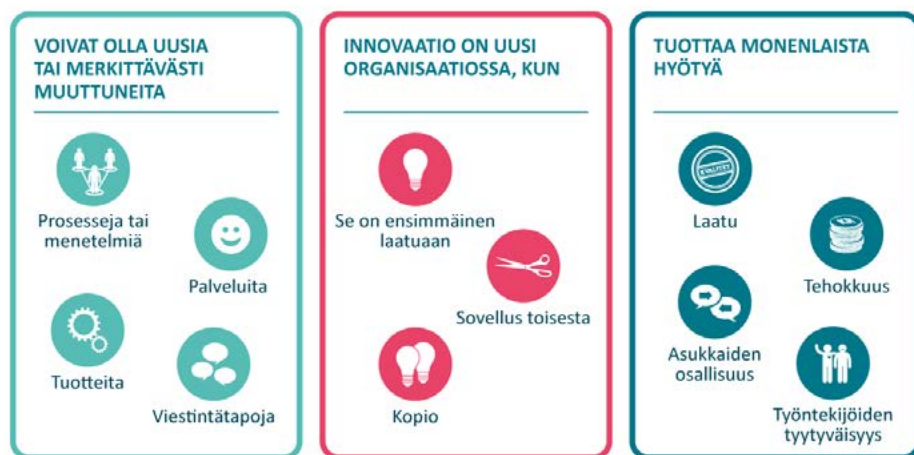 VOIVAT OLLA UUSIA
TAI MERKITTÄVÄSTI
MUUTTUNEITA
Prosesseja tai
menetelmiä
Palveluita
Tuotteita
Viestintätapoja
INNOVAATIO ON UUSI
ORGANISAATIOSSA, KUN
Se on ensimmäinen
laatuaan
Sovellus toisesta
Kopio
TUOTTAA MONENLAISTA
HYÖTYÄ
KVALITET
Laatu
Tehokkuus
Asukkaiden
osallisuus
Työntekijöiden
tyytyväisyys